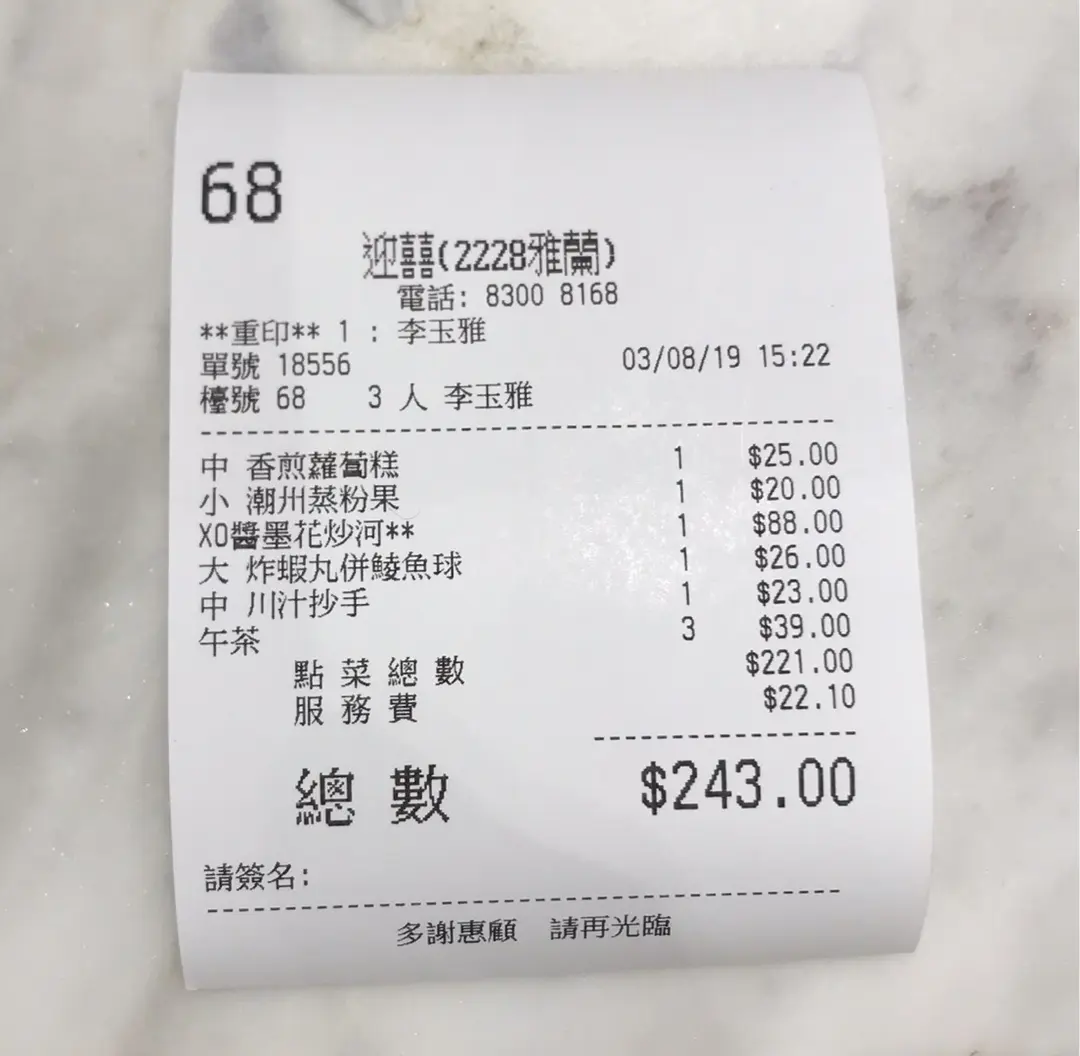 68
迎囍(2228雅蘭)
電話: 8300 8168
**重印** 1 : 李玉雅
單號 18556 03/08/19 15:22
檯號 68 3 人 李玉雅
中 香煎蘿蔔糕 1 $25.00
小 潮州蒸粉果 1 $20.00
XO醬墨花炒河** 1 $88.00
大 炸蝦丸併鯪魚球 1 $26.00
中 川汁抄手 1 $23.00
午茶 3 $39.00
點 菜 總 數 $221.00
服 務 費 $22.10
總 數 $243.00
請簽名:
多謝惠顧 請再光臨